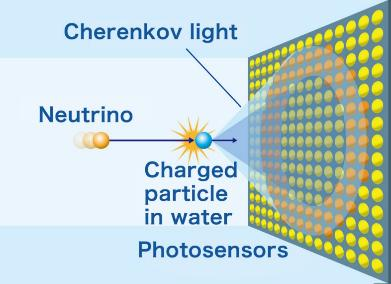 Cherenkov light
Neutrino
Charged
particle
in water
Photosensors